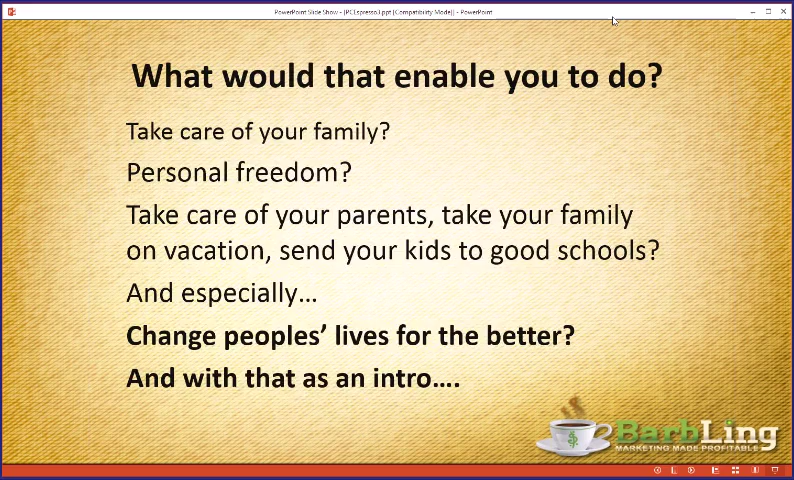 PowerPoint Slide Show - [PCEspresso3.ppt [Compatibility Mode]] - PowerPoint
What would that enable you to do?
Take care of your family?
Personal freedom?
Take care of your parents, take your family
on vacation, send your kids to good schools?
And especially...
Change peoples’ lives for the better?
And with that as an intro....
$
BarbLing
MARKETING MADE PROFITABLE